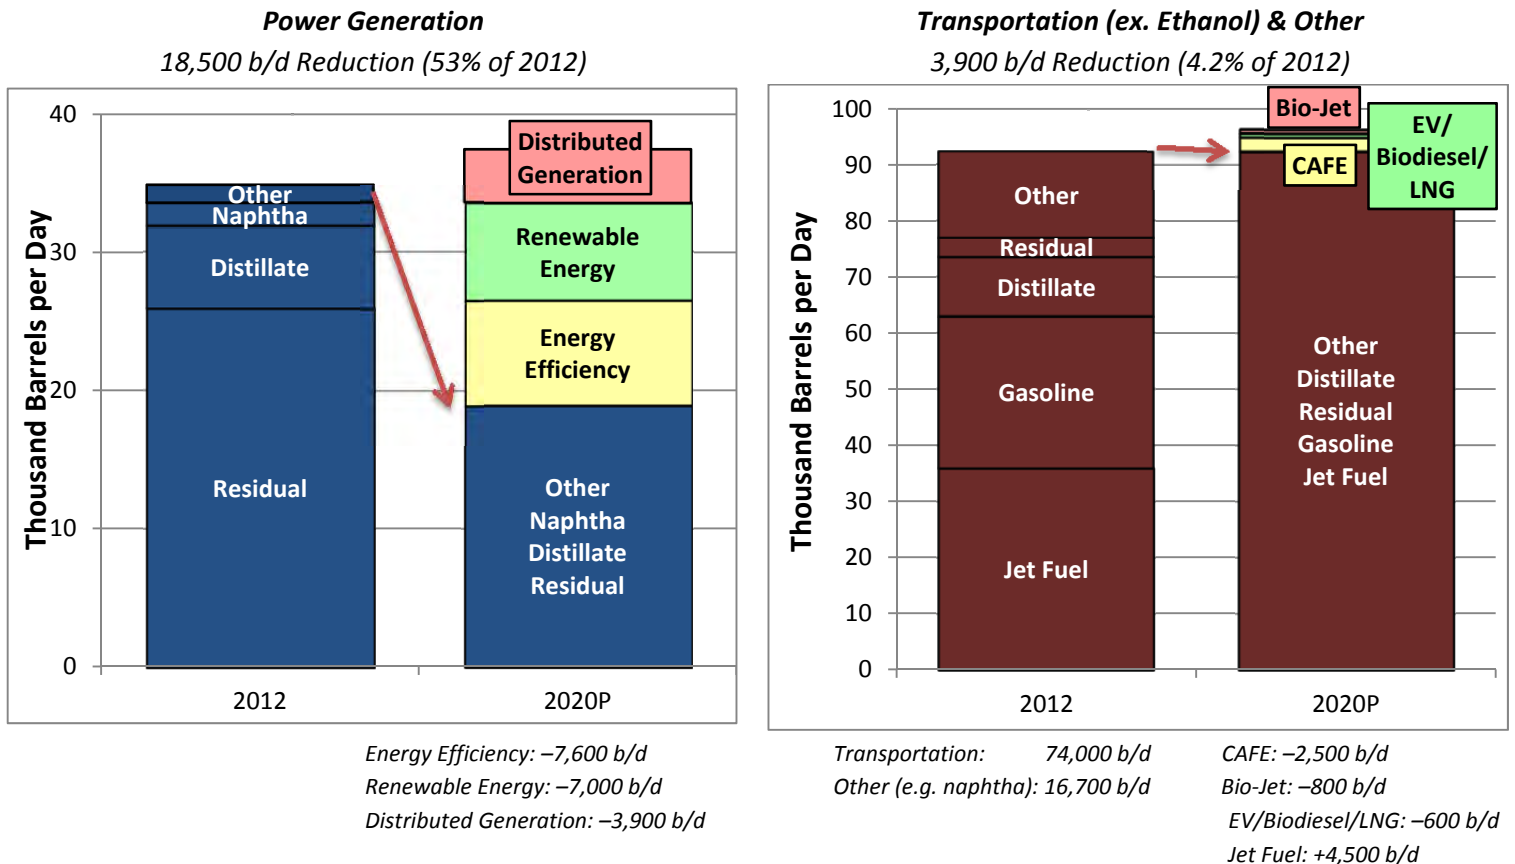 Power Generation
18,500 b/d Reduction (53% of 2012)
Thousand Barrels per Day
40
30
20
10
0
Other
Naphtha
Distillate
Residual
Distributed
Generation
Renewable
Energy
Energy
Efficiency
Other
Naphtha
Distillate
Residual
2012
2020P
Energy Efficiency: –7,600 b/d
Renewable Energy: –7,000 b/d
Distributed Generation: –3,900 b/d
Transportation (ex. Ethanol) & Other
3,900 b/d Reduction (4.2% of 2012)
Thousand Barrels per Day
100
90
80
70
60
50
40
30
20
10
0
Other
Residual
Distillate
Gasoline
Jet Fuel
Bio-Jet
CAFE
EV/
Biodiesel/
LNG
Other
Distillate
Residual
Gasoline
Jet Fuel
2012
2020P
Transportation: 74,000 b/d
Other (e.g. naphtha): 16,700 b/d
CAFE: –2,500 b/d
Bio-Jet: –800 b/d
EV/Biodiesel/LNG: –600 b/d
Jet Fuel: +4,500 b/d